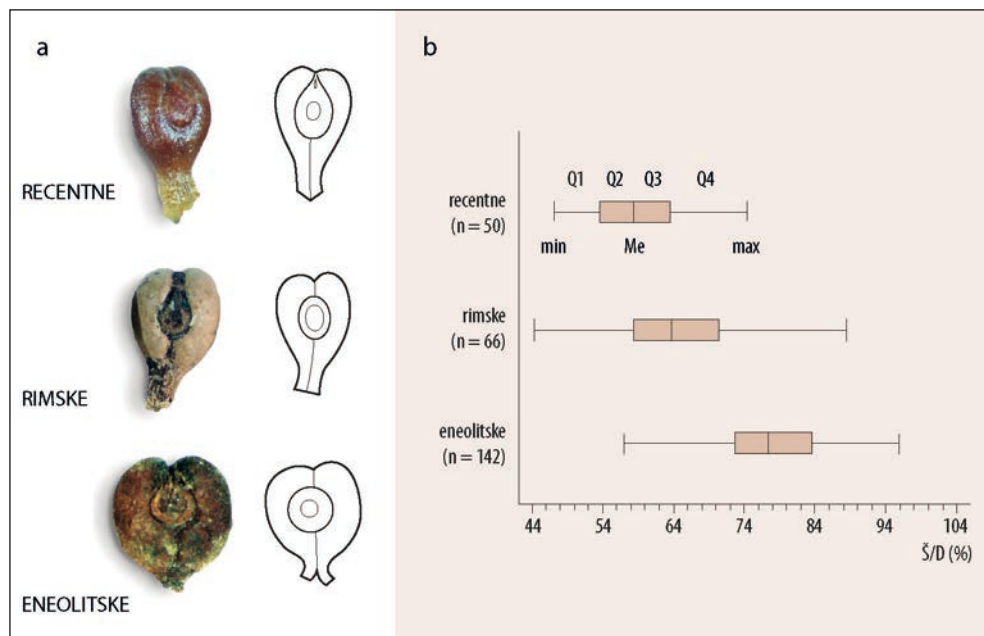 a
RECENTNE
RIMSKE
ENEOLITSKE
b
Q1 Q2 Q3 Q4
recentne
(n = 50)
min Me max
rimske
(n = 66)
eneolitske
(n = 142)
44 54 64 74 84 94 104
Š/D (%)